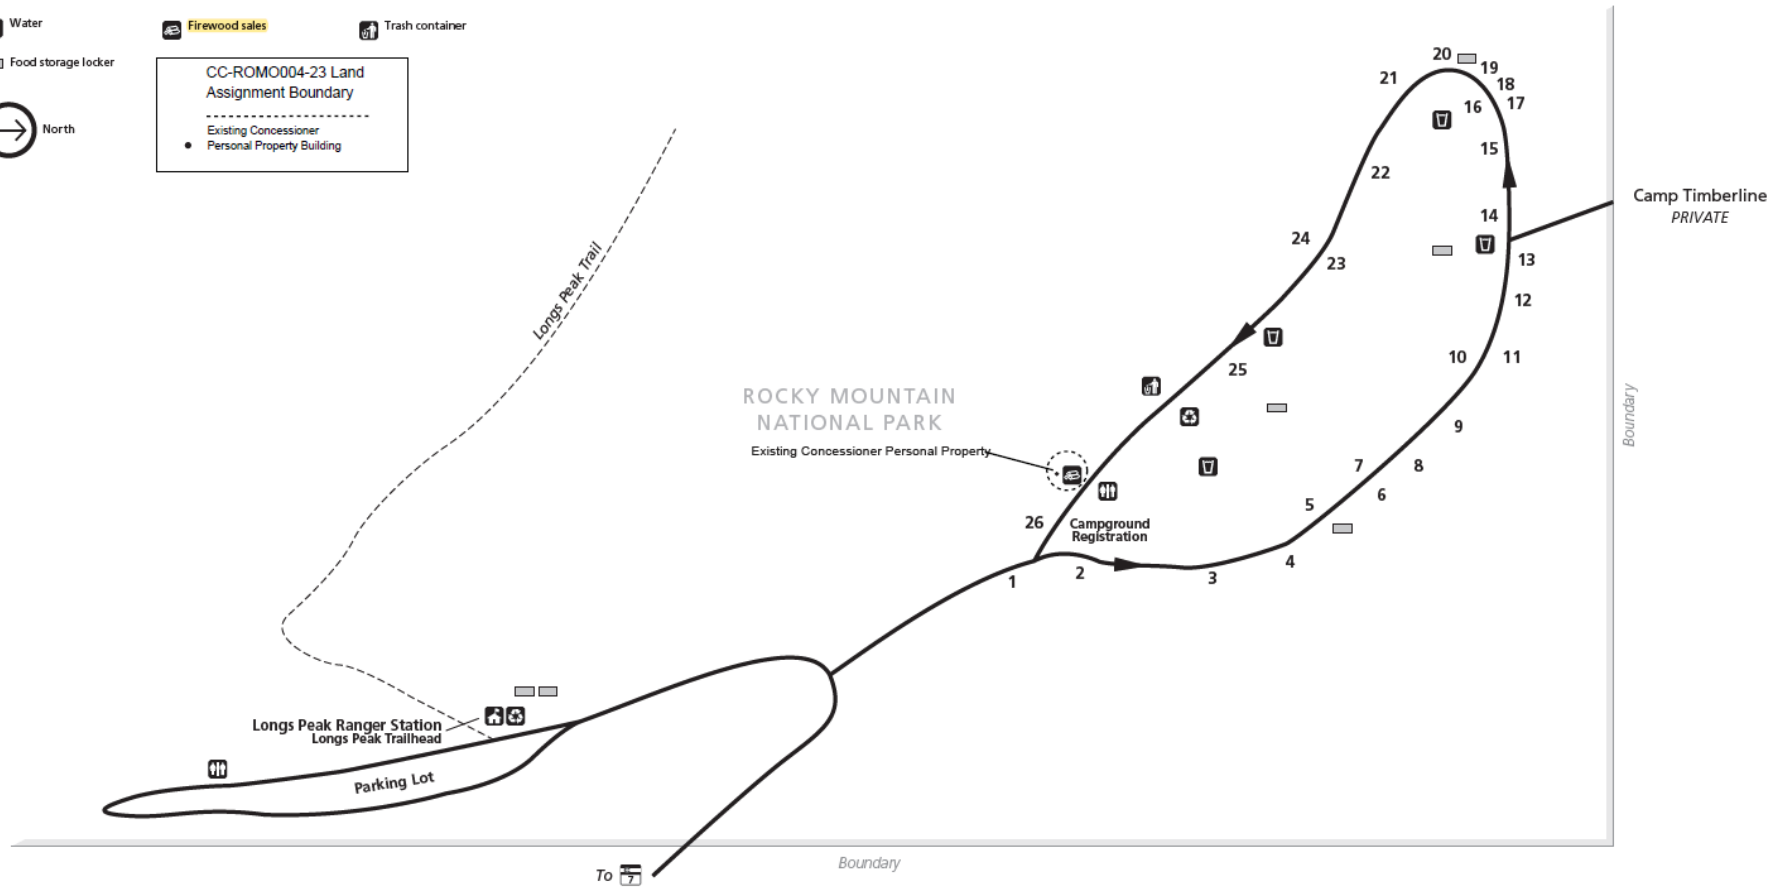 Water
Firewood sales
Trash container
Food storage locker
CC-ROMO004-23 Land
Assignment Boundary
Existing Concessioner
Personal Property Building
North
Longs Peak Trail
ROCKY MOUNTAIN
NATIONAL PARK
Existing Concessioner Personal Property
20
19
21
18
16
17
15
22
14
Camp Timberline
PRIVATE
24
23
13
12
10
11
25
9
7
8
6
5
26
Campground
Registration
4
3
2
1
Boundary
Longs Peak Ranger Station
Longs Peak Trailhead
Parking Lot
Boundary
To 7